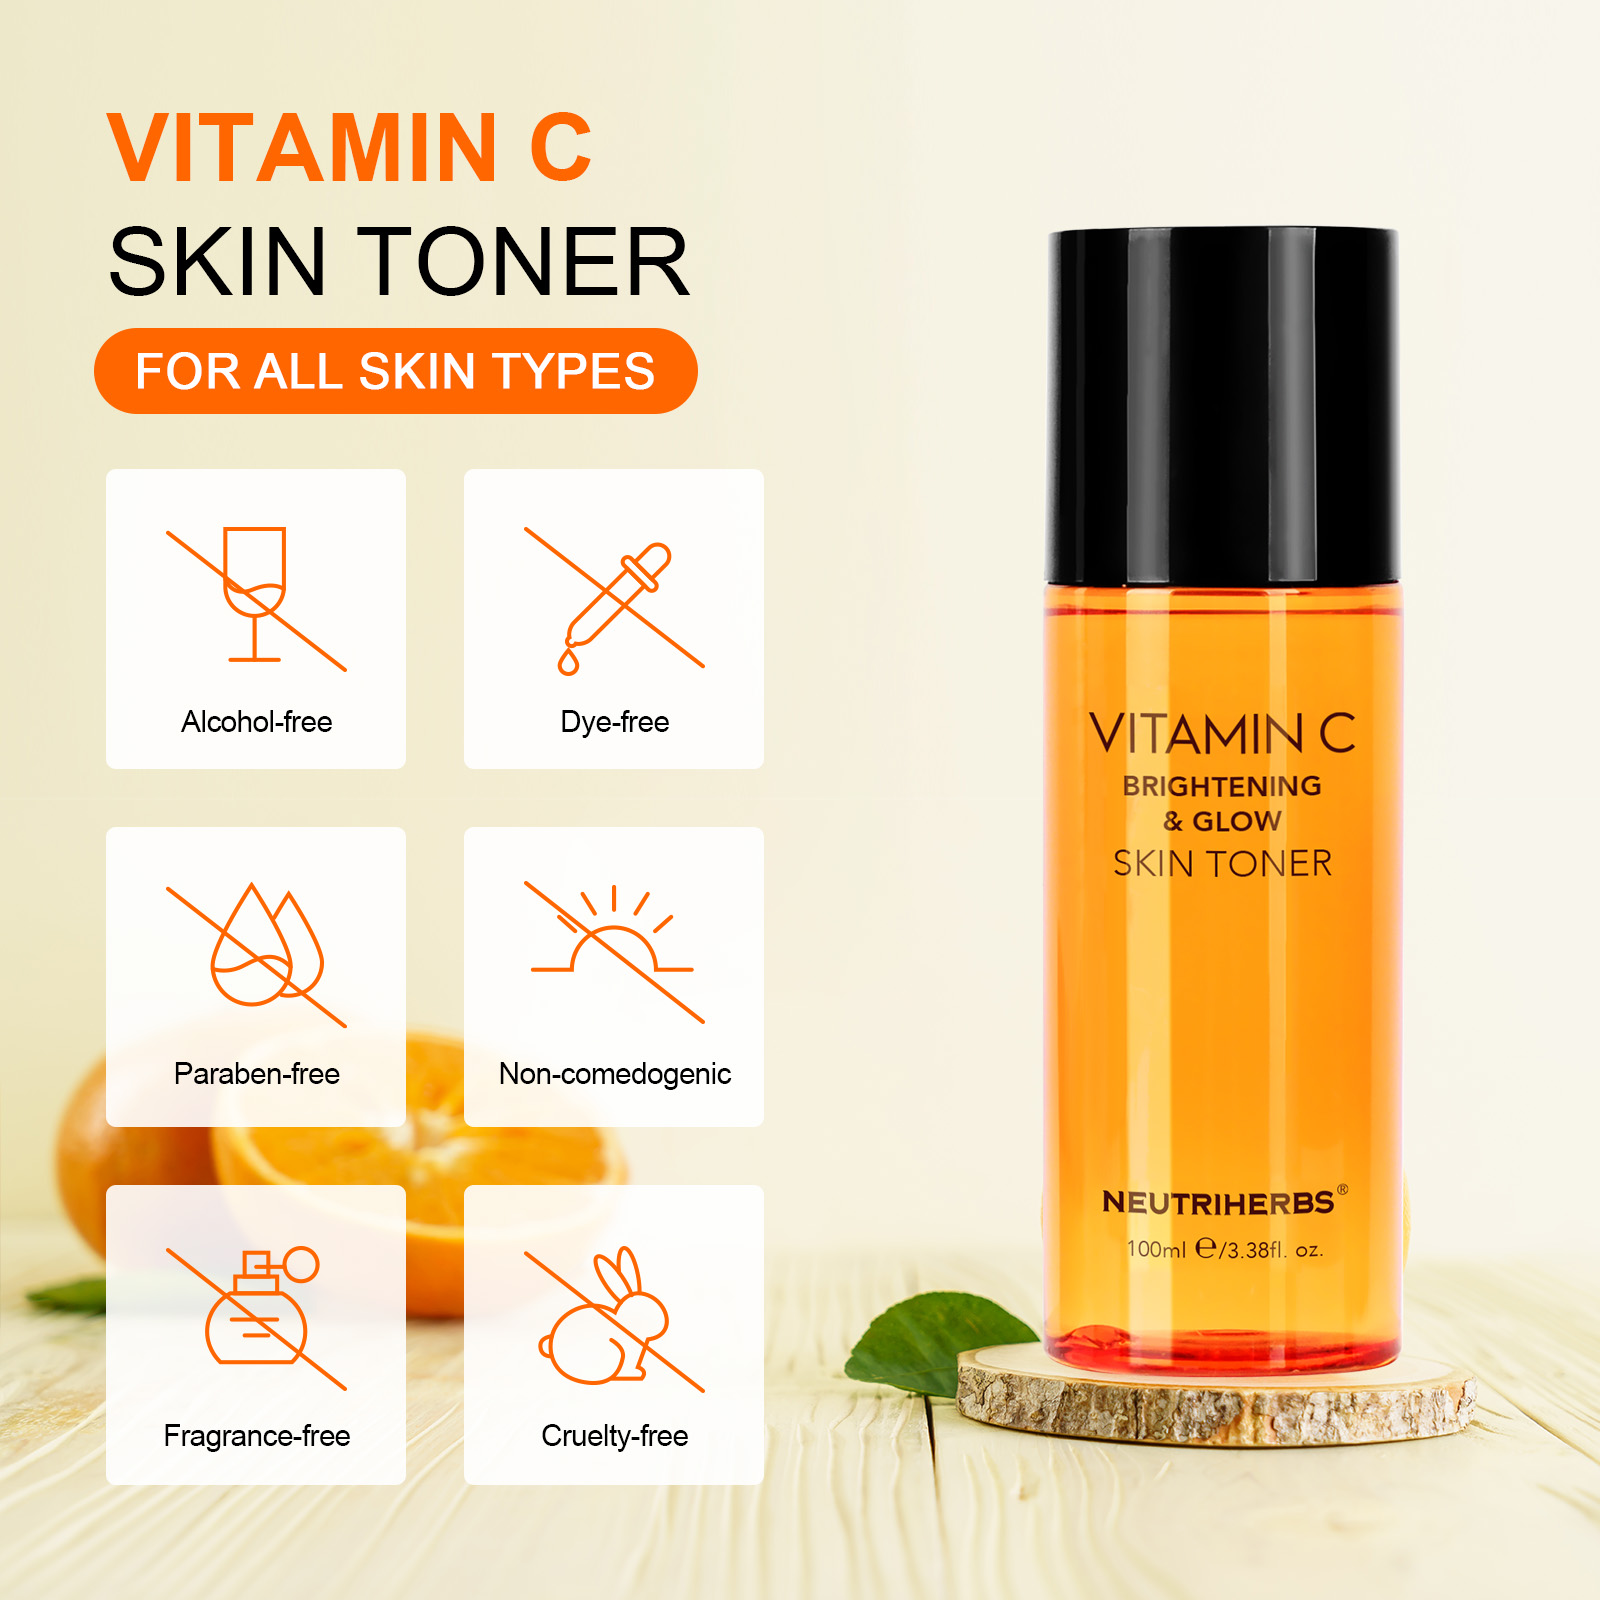 VITAMIN C
SKIN TONER
FOR ALL SKIN TYPES
Alcohol-free
Dye-free
Paraben-free
Non-comedogenic
Fragrance-free
Cruelty-free
VITAMIN C
BRIGHTENING
& GLOW
SKIN TONER
NEUTRIHERBS®
100ml ℮/3.38fl. oz.